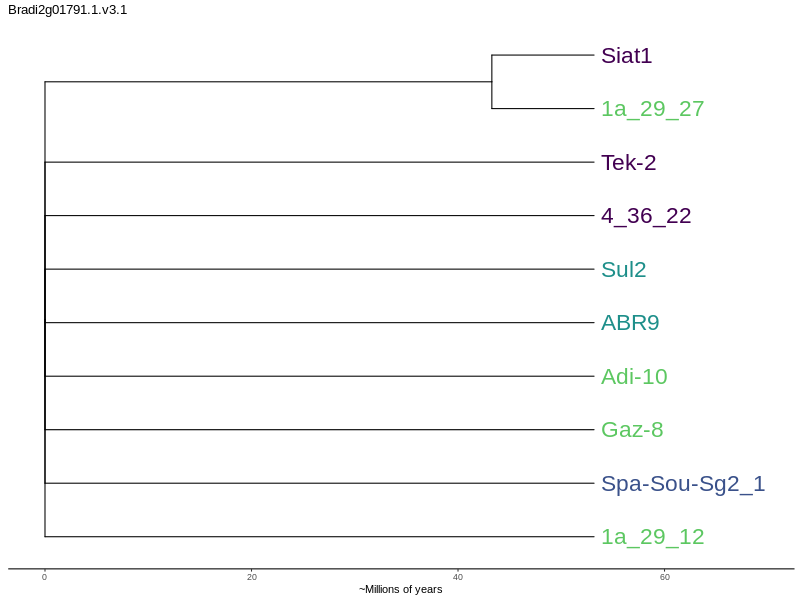 Bradi2g01791.1.v3.1
Siat1
1a_29_27
Tek-2
4_36_22
Sul2
ABR9
Adi-10
Gaz-8
Spa-Sou-Sg2_1
1a_29_12
0 20 40 60
~Millions of years